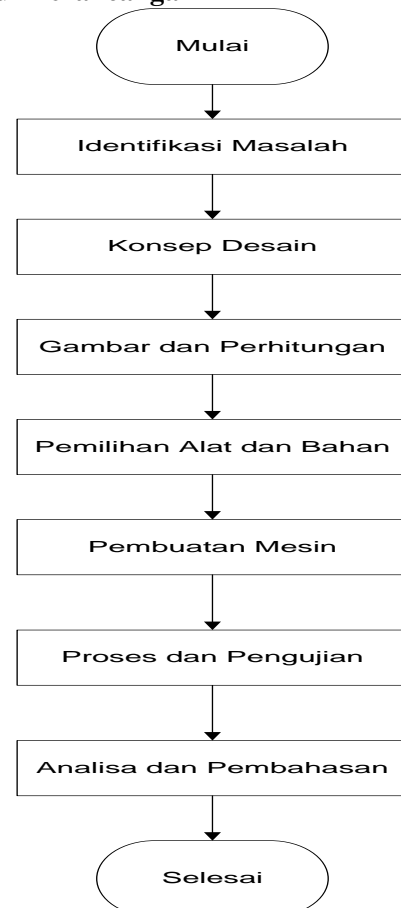 Mulai
Identifikasi Masalah
Konsep Desain
Gambar dan Perhitungan
Pemilihan Alat dan Bahan
Pembuatan Mesin
Proses dan Pengujian
Analisa dan Pembahasan
Selesai